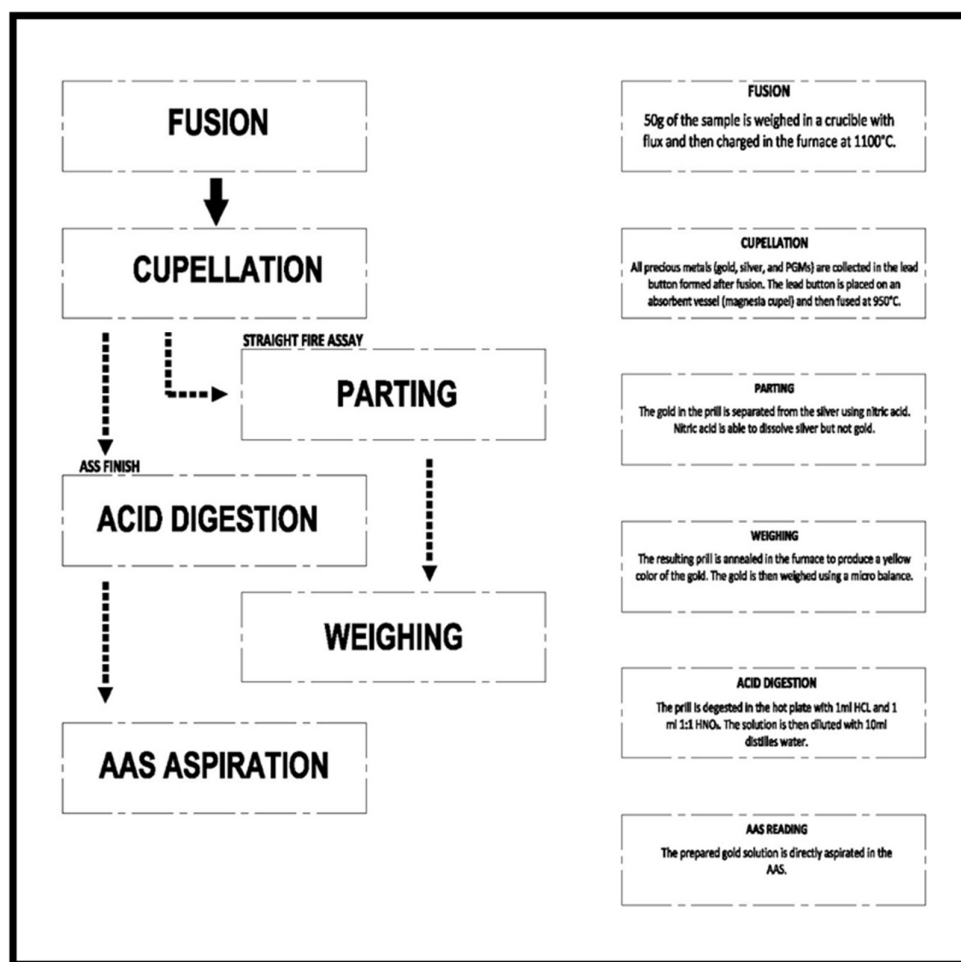 FUSION
CUPELLATION
STRAIGHT FIRE ASSAY
PARTING
ASS FINISH
ACID DIGESTION
WEIGHING
AAS ASPIRATION
FUSION
50g of the sample is weighed in a crucible with
flux and then charged in the furnace at 1100°C.
CUPELLATION
All precious metals (gold, silver, and PGMs) are collected in the lead
button formed after fusion. The lead button is placed on an
absorbent vessel (magnesia cupel) and then fused at 950°C.
PARTING
The gold in the prill is separated from the silver using nitric acid.
Nitric acid is able to dissolve silver but not gold.
WEIGHING
The resulting prill is annealed in the furnace to produce a yellow
color of the gold. The gold is then weighed using a micro balance.
ACID DIGESTION
The prill is degested in the hot plate with 1ml HCL and 1
ml 1:1 HNO₃. The solution is then diluted with 10ml
distilles water.
AAS READING
The prepared gold solution is directly aspirated in the
AAS.